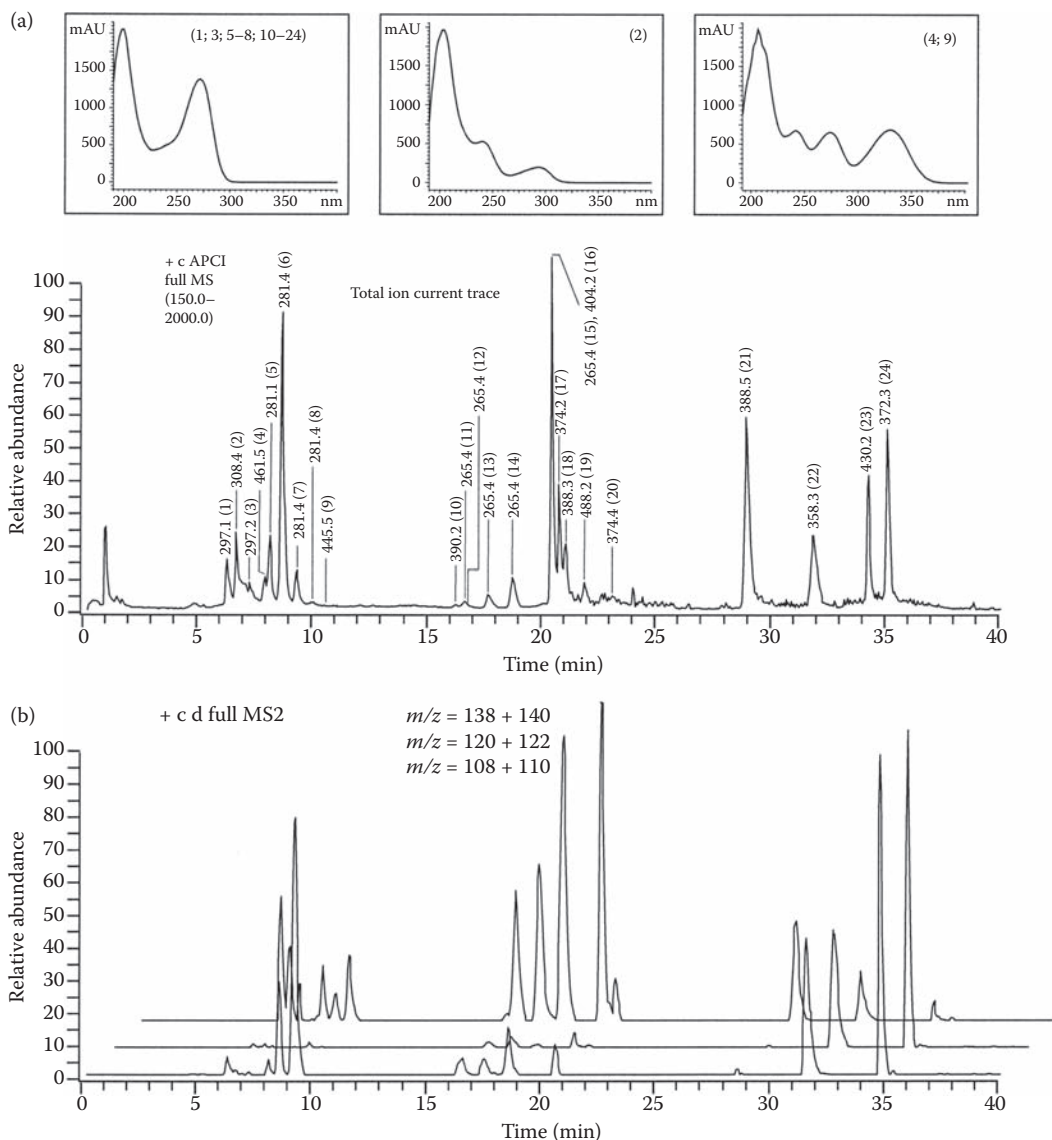 (a)
mAU
(1; 3; 5–8; 10–24)
1500
1000
500
0
200 250 300 350 nm
mAU
(2)
1500
1000
500
0
200 250 300 350 nm
mAU
(4; 9)
1500
1000
500
0
200 250 300 350 nm
+ c APCI
full MS
(150.0–
2000.0)
Total ion current trace
Relative abundance
100
90
80
70
60
50
40
30
20
10
0
297.1 (1)
308.4 (2)
297.2 (3)
461.5 (4)
281.1 (5)
281.4 (6)
281.4 (7)
281.4 (8)
445.5 (9)
390.2 (10)
265.4 (11)
265.4 (12)
265.4 (13)
265.4 (14)
265.4 (15), 404.2 (16)
374.2 (17)
388.3 (18)
488.2 (19)
374.4 (20)
388.5 (21)
358.3 (22)
430.2 (23)
372.3 (24)
0 5 10 15 20 25 30 35 40
Time (min)
(b)
+ c d full MS2
m/z = 138 + 140
m/z = 120 + 122
m/z = 108 + 110
Relative abundance
100
90
80
70
60
50
40
30
20
10
0
0 5 10 15 20 25 30 35 40
Time (min)